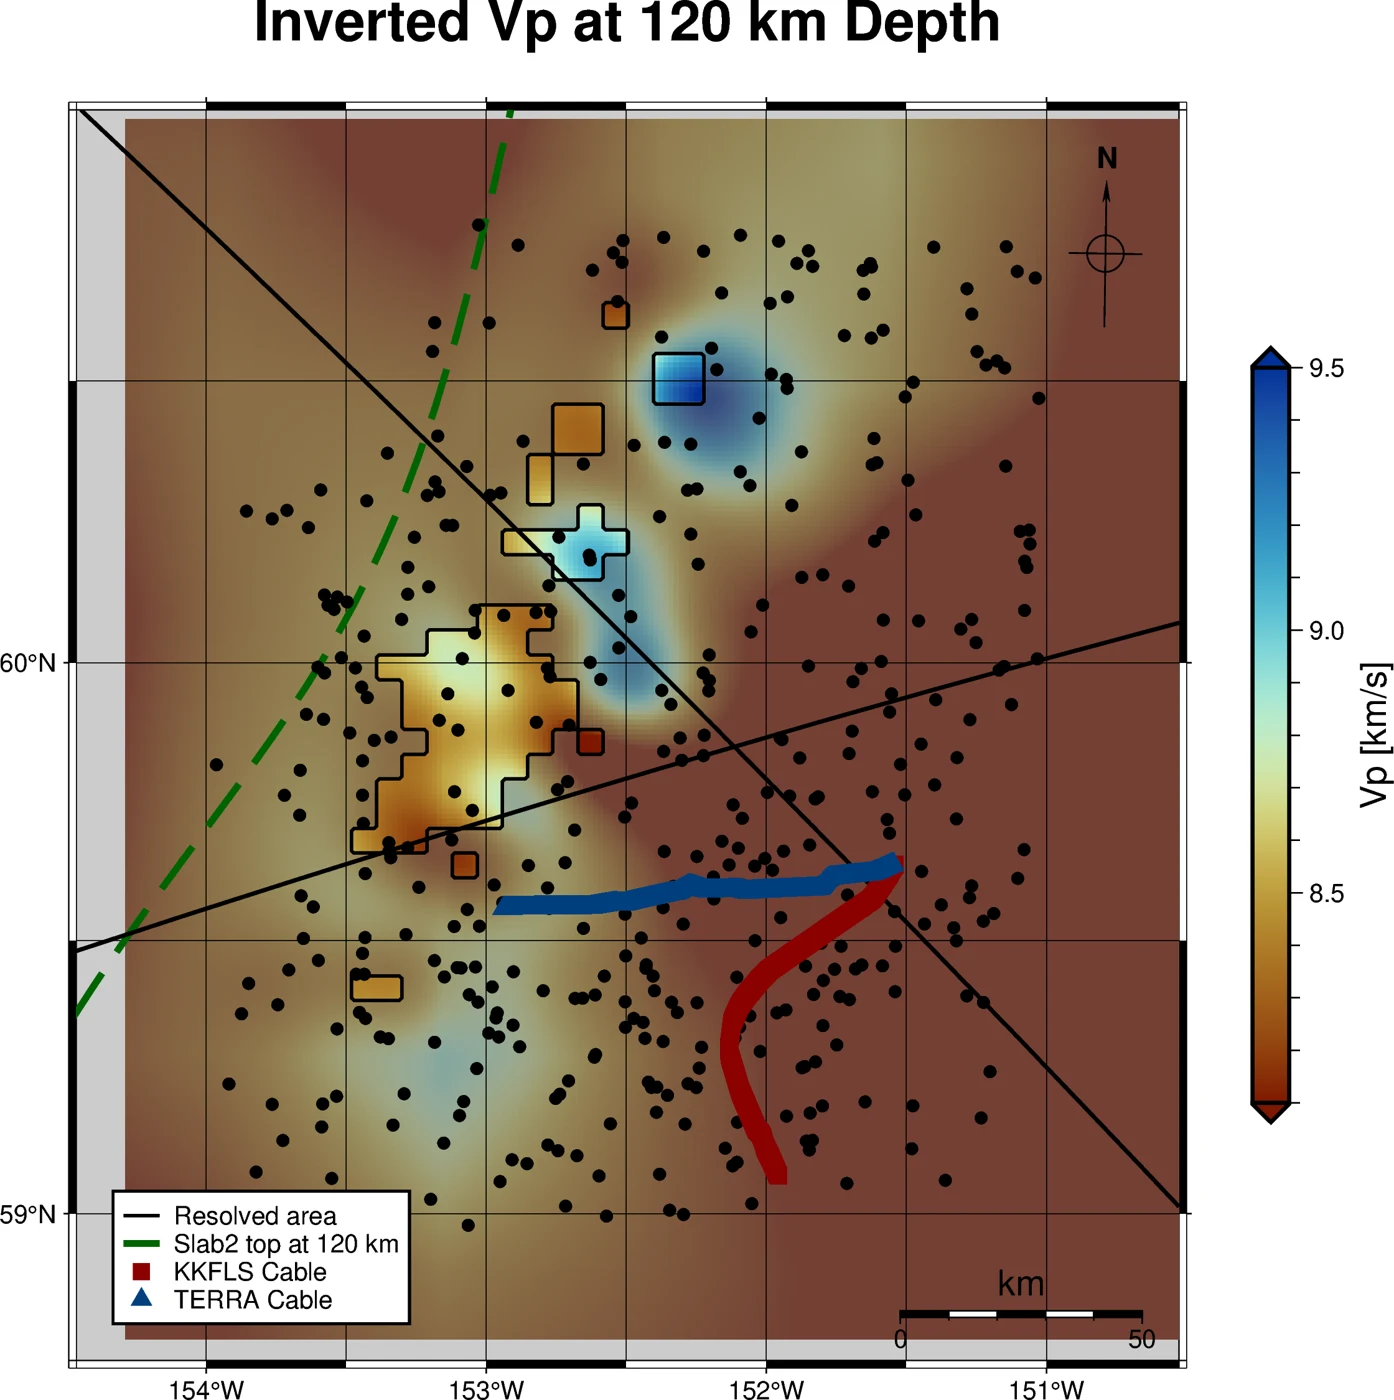 Inverted Vp at 120 km Depth
N
9.5
9.0
8.5
Vp [km/s]
60°N
59°N
Resolved area
Slab2 top at 120 km
KKFLS Cable
TERRA Cable
km
0 50
154°W 153°W 152°W 151°W